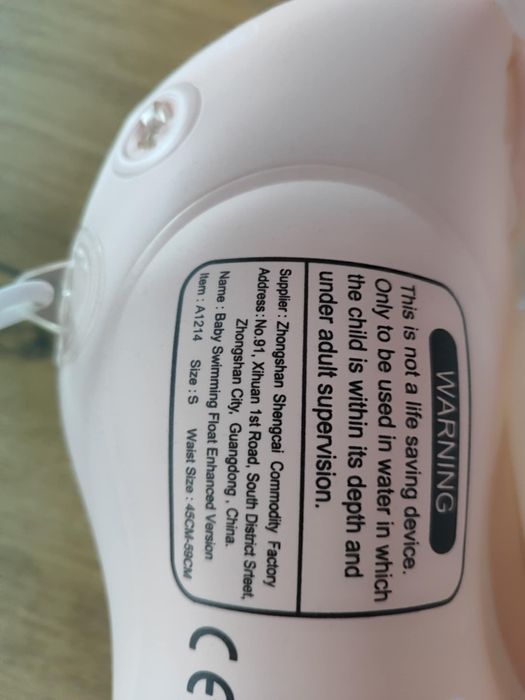 WARNING
This is not a life saving device.
Only to be used in water in which
the child is within its depth and
under adult supervision.
Supplier : Zhongshan Shengcai Commodity Factory
Address : No.91, Xihuan 1st Road, South District Srteet,
Zhongshan City, Guangdong , China.
Name : Baby Swimming Float Enhanced Version
Item : A1214 Size : S Waist Size : 45CM-59CM
CE